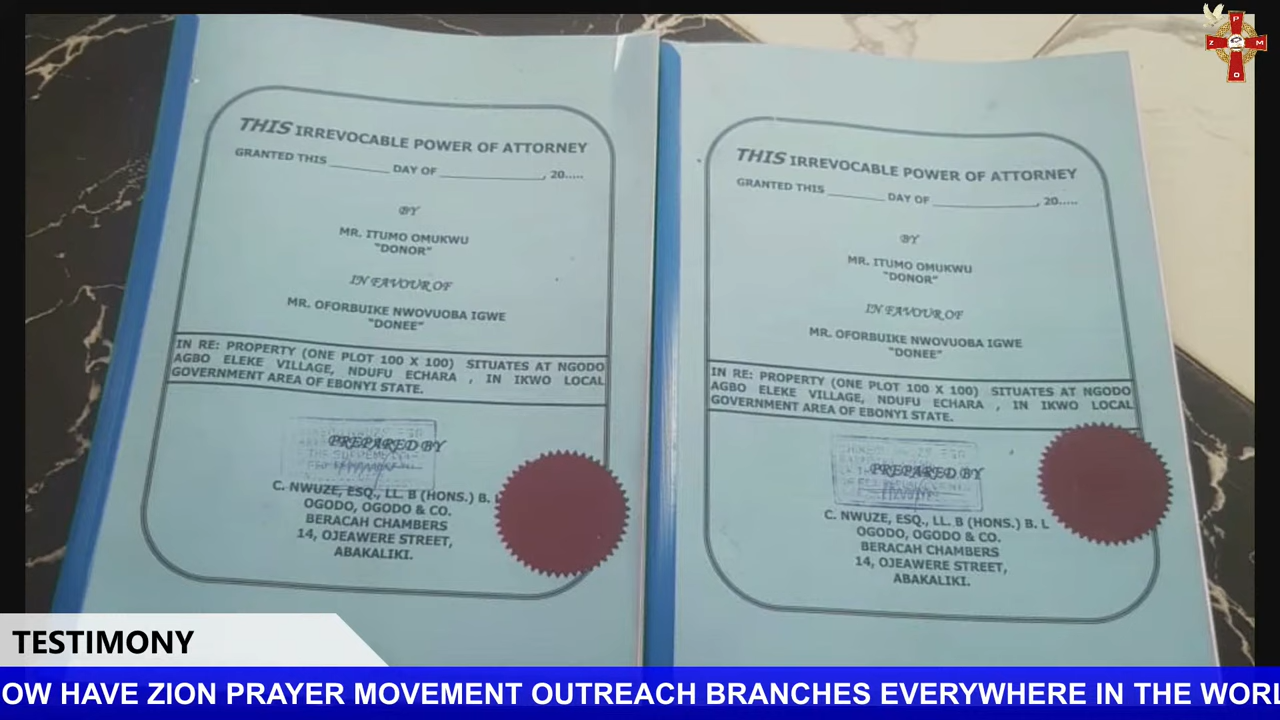 THIS IRREVOCABLE POWER OF ATTORNEY
GRANTED THIS ________ DAY OF ______________, 20.....
BY
MR. ITUMO OMUKWU
"DONOR"
IN FAVOUR OF
MR. OFORBUIKE NWOVUOBA IGWE
"DONEE"
IN RE: PROPERTY (ONE PLOT 100 X 100) SITUATES AT NGODO
AGBO ELEKE VILLAGE, NDUFU ECHARA , IN IKWO LOCAL
GOVERNMENT AREA OF EBONYI STATE.
PREPARED BY
C. NWUZE, ESQ., LL. B (HONS.) B. L
OGODO, OGODO & CO.
BERACAH CHAMBERS
14, OJEAWERE STREET,
ABAKALIKI.
THIS IRREVOCABLE POWER OF ATTORNEY
GRANTED THIS ________ DAY OF ______________, 20.....
BY
MR. ITUMO OMUKWU
"DONOR"
IN FAVOUR OF
MR. OFORBUIKE NWOVUOBA IGWE
"DONEE"
IN RE: PROPERTY (ONE PLOT 100 X 100) SITUATES AT NGODO
AGBO ELEKE VILLAGE, NDUFU ECHARA , IN IKWO LOCAL
GOVERNMENT AREA OF EBONYI STATE.
PREPARED BY
C. NWUZE, ESQ., LL. B (HONS.) B. L
OGODO, OGODO & CO.
BERACAH CHAMBERS
14, OJEAWERE STREET,
ABAKALIKI.
P
Z M
O
TESTIMONY
OW HAVE ZION PRAYER MOVEMENT OUTREACH BRANCHES EVERYWHERE IN THE WORL